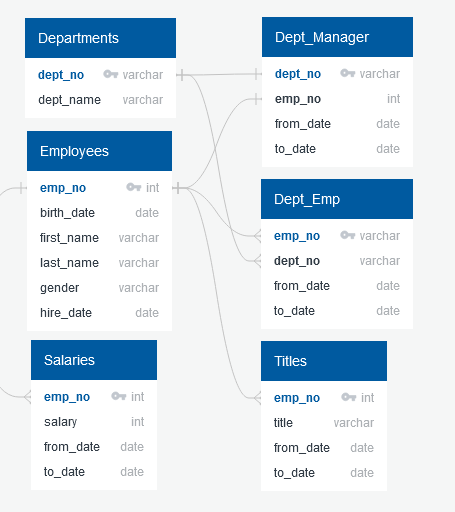 Departments
dept_no varchar
dept_name varchar
Employees
emp_no int
birth_date date
first_name varchar
last_name varchar
gender varchar
hire_date date
Salaries
emp_no int
salary int
from_date date
to_date date
Dept_Manager
dept_no varchar
emp_no int
from_date date
to_date date
Dept_Emp
emp_no varchar
dept_no varchar
from_date date
to_date date
Titles
emp_no int
title varchar
from_date date
to_date date